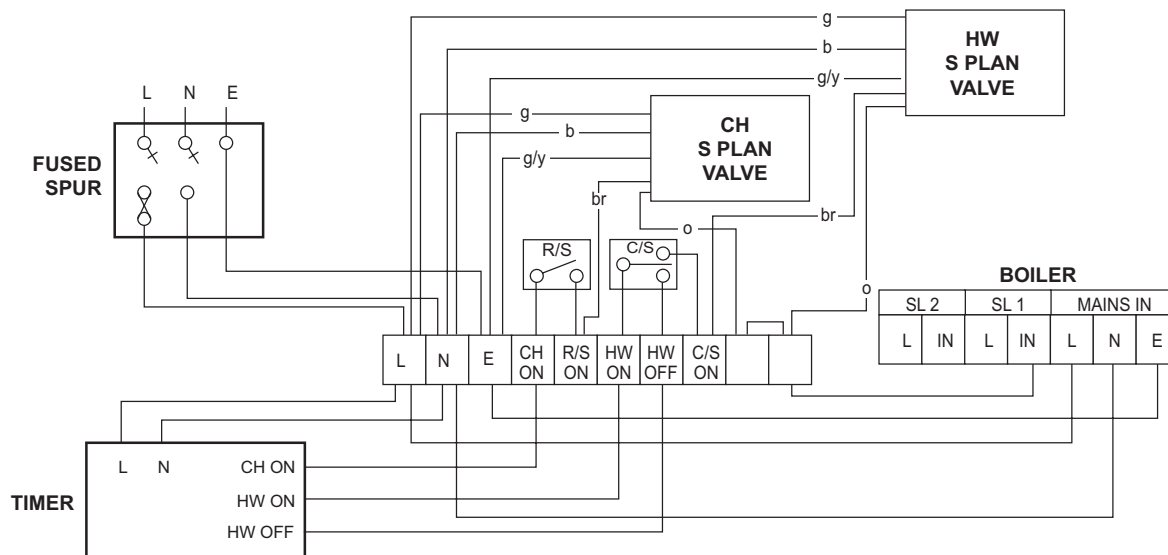 g
b
g/y
HW
S PLAN
VALVE
L N E
FUSED
SPUR
g
b
g/y
CH
S PLAN
VALVE
br
o
br
o
R/S
C/S
BOILER
SL 2 SL 1 MAINS IN
L IN L IN L N E
L N E CH ON R/S ON HW ON HW OFF C/S ON
TIMER
L N CH ON
HW ON
HW OFF